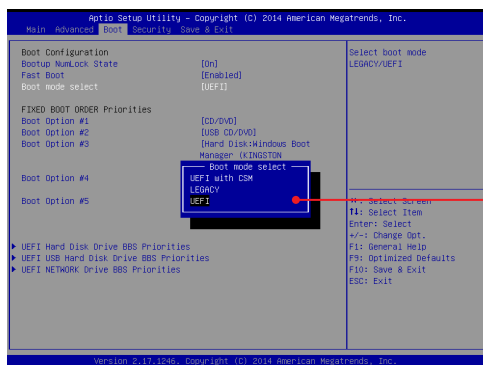 Aptio Setup Utility – Copyright (C) 2014 American Megatrends, Inc.
Main Advanced Boot Security Save & Exit
Boot Configuration
Bootup NumLock State [On]
Fast Boot [Enabled]
Boot mode select [UEFI]
FIXED BOOT ORDER Priorities
Boot Option #1 [CD/DVD]
Boot Option #2 [USB CD/DVD]
Boot Option #3 [Hard Disk:Windows Boot
Manager (KINGSTON
Boot mode select
UEFI with CSM
LEGACY
UEFI
Boot Option #4
Boot Option #5
UEFI Hard Disk Drive BBS Priorities
UEFI USB Hard Disk Drive BBS Priorities
UEFI NETWORK Drive BBS Priorities
Select boot mode
LEGACY/UEFI
: Select Screen
↑↓: Select Item
Enter: Select
+/-: Change Opt.
F1: General Help
F9: Optimized Defaults
F10: Save & Exit
ESC: Exit
Version 2.17.1246. Copyright (C) 2014 American Megatrends, Inc.